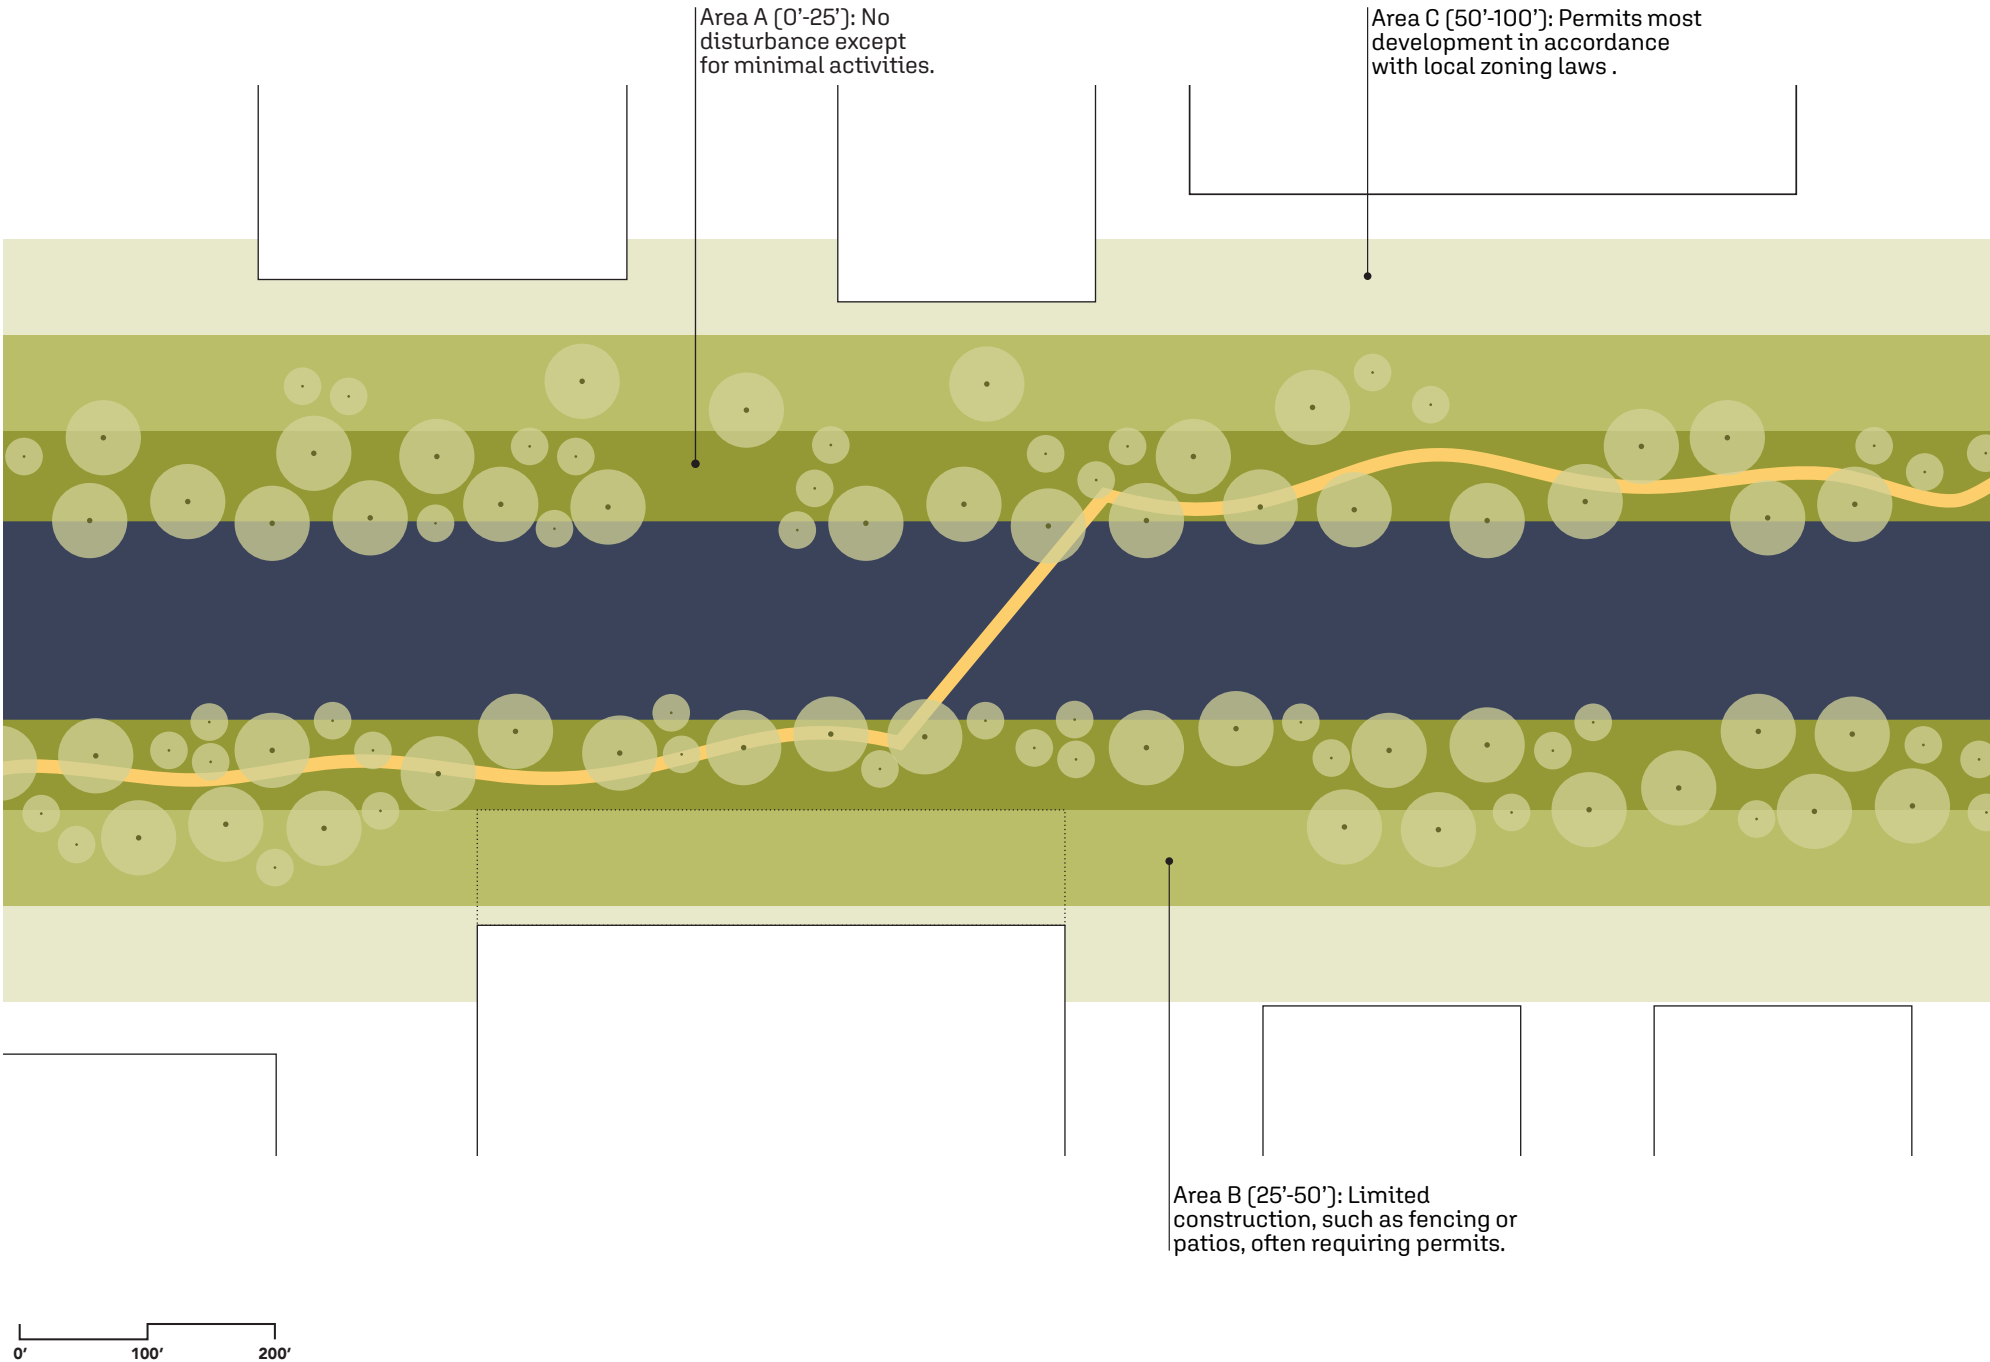 Area A (0’-25’): No
disturbance except
for minimal activities.
Area C (50’-100’): Permits most
development in accordance
with local zoning laws .
Area B (25’-50’): Limited
construction, such as fencing or
patios, often requiring permits.
0’ 100’ 200’